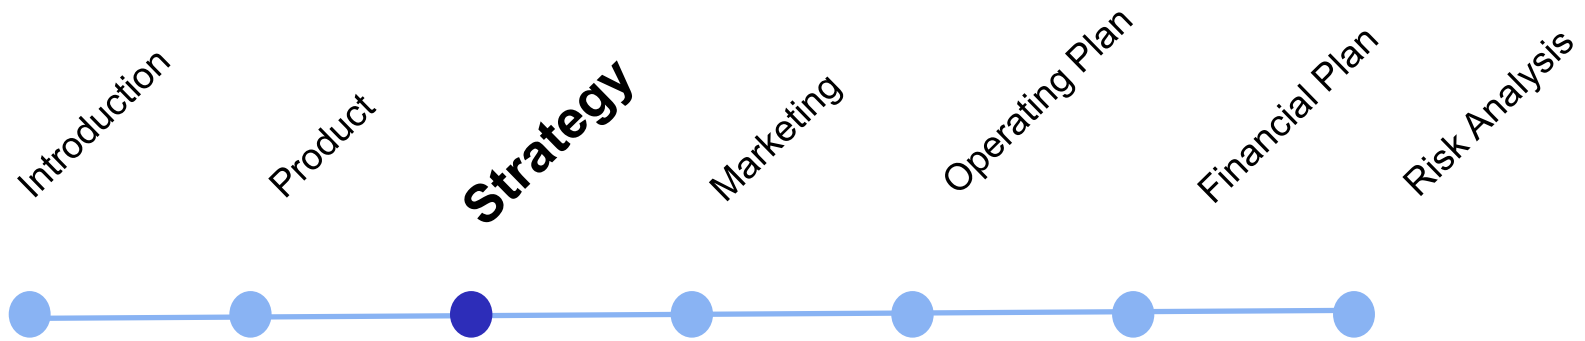 Introduction
Product
Strategy
Marketing
Operating Plan
Financial Plan
Risk Analysis